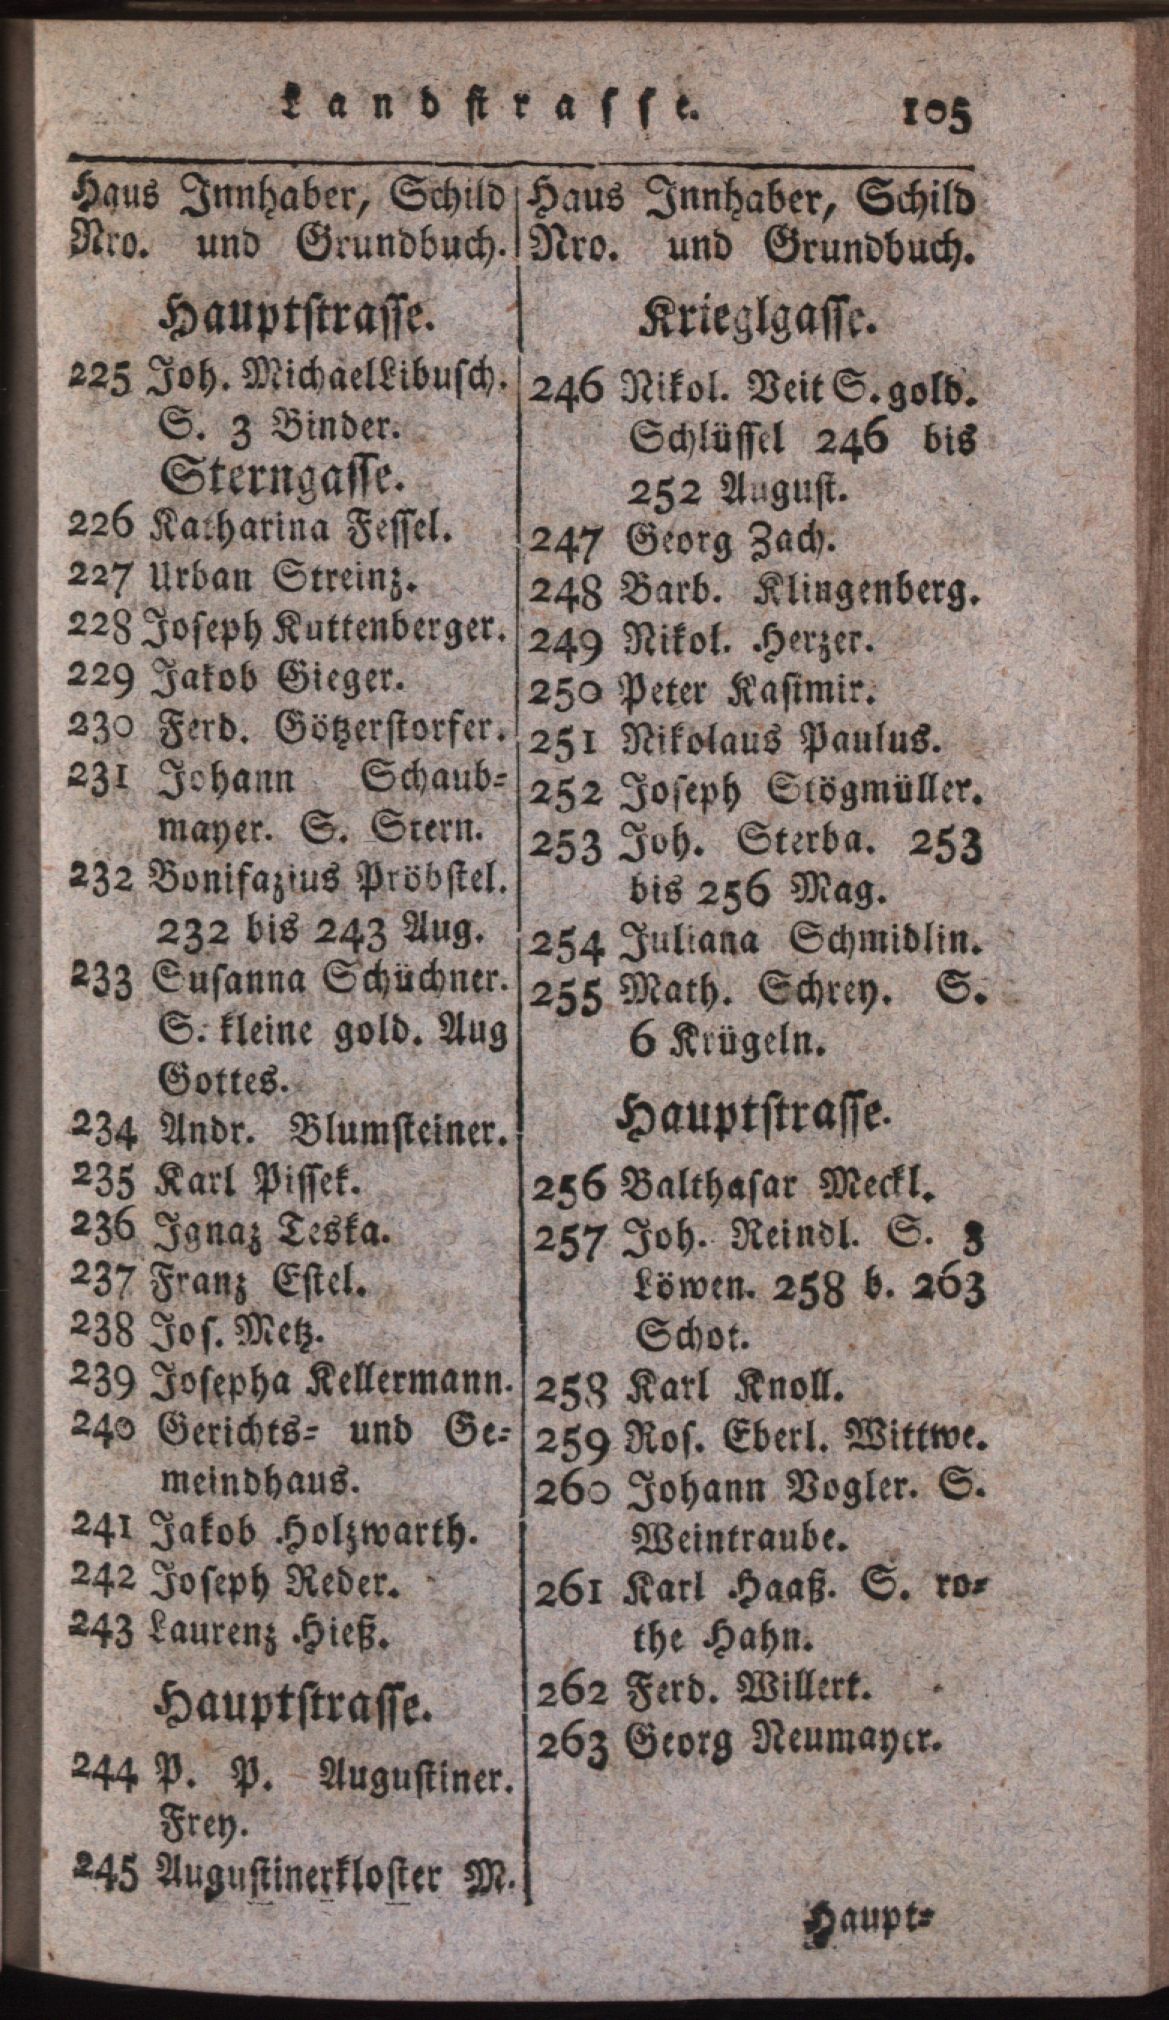 Landstrasse. 105
Haus Innhaber, Schild
Nro. und Grundbuch.
Hauptstrasse.
225 Joh. Michael Libusch.
S. 3 Binder.
Sterngasse.
226 Katharina Fessel.
227 Urban Streinz.
228 Joseph Kuttenberger.
229 Jakob Gieger.
230 Ferd. Götzerstorfer.
231 Johann Schaub-
mayer. S. Stern.
232 Bonifazius Pröbstel.
232 bis 243 Aug.
233 Susanna Schüchner.
S. kleine gold. Aug
Gottes.
234 Andr. Blumsteiner.
235 Karl Pissek.
236 Ignaz Teska.
237 Franz Estel.
238 Jos. Metz.
239 Josepha Kellermann.
240 Gerichts- und Ge-
meindhaus.
241 Jakob Holzwarth.
242 Joseph Reder.
243 Laurenz Hieß.
Hauptstrasse.
244 P. P. Augustiner.
Frey.
245 Augustinerkloster M.
Haus Innhaber, Schild
Nro. und Grundbuch.
Krieglgasse.
246 Nikol. Veit S. gold.
Schlüssel 246 bis
252 August.
247 Georg Zach.
248 Barb. Klingenberg.
249 Nikol. Herzer.
250 Peter Kasimir.
251 Nikolaus Paulus.
252 Joseph Stögmüller.
253 Joh. Sterba. 253
bis 256 Mag.
254 Juliana Schmidlin.
255 Math. Schrey. S.
6 Krügeln.
Hauptstrasse.
256 Balthasar Meckl.
257 Joh. Reindl. S. 3
Löwen. 258 b. 263
Schot.
258 Karl Knoll.
259 Ros. Eberl. Wittwe.
260 Johann Vogler. S.
Weintraube.
261 Karl Haaß. S. ro-
the Hahn.
262 Ferd. Willert.
263 Georg Neumayer.
Haupt-